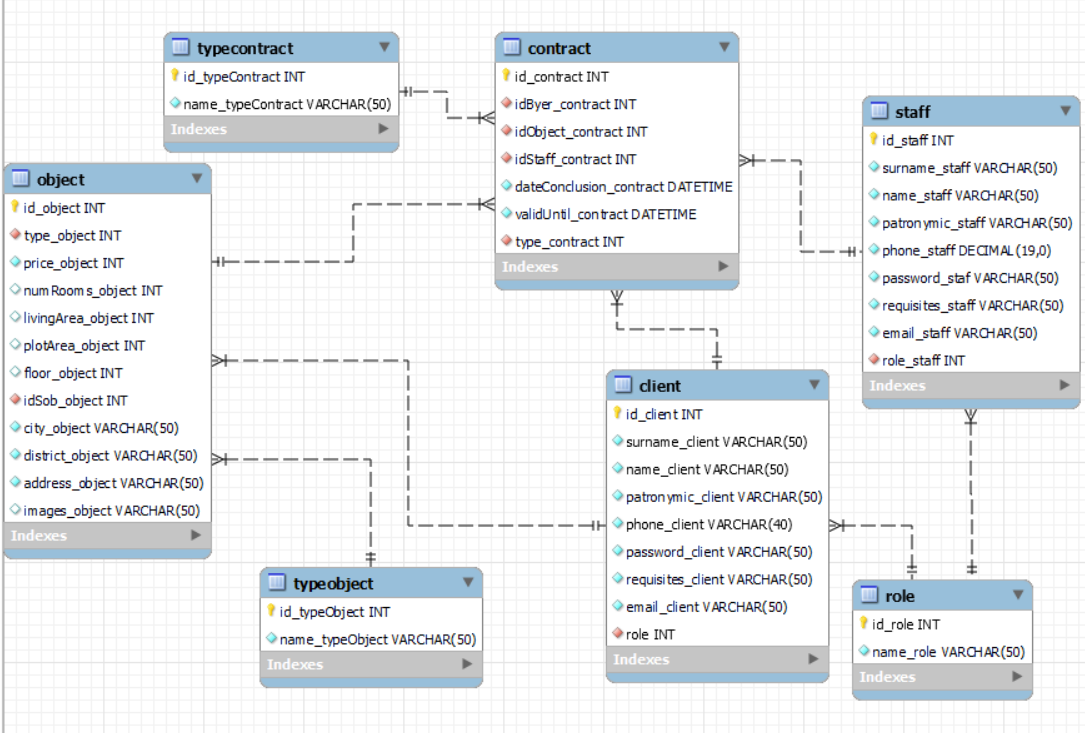 typecontract
id_typeContract INT
name_typeContract VARCHAR(50)
Indexes
contract
id_contract INT
idByer_contract INT
idObject_contract INT
idStaff_contract INT
dateConclusion_contract DATETIME
validUntil_contract DATETIME
type_contract INT
Indexes
staff
id_staff INT
surname_staff VARCHAR(50)
name_staff VARCHAR(50)
patronymic_staff VARCHAR(50)
phone_staff DECIMAL(19,0)
password_staf VARCHAR(50)
requisites_staff VARCHAR(50)
email_staff VARCHAR(50)
role_staff INT
Indexes
object
id_object INT
type_object INT
price_object INT
numRooms_object INT
livingArea_object INT
plotArea_object INT
floor_object INT
idSob_object INT
city_object VARCHAR(50)
district_object VARCHAR(50)
address_object VARCHAR(50)
images_object VARCHAR(50)
Indexes
client
id_client INT
surname_client VARCHAR(50)
name_client VARCHAR(50)
patronymic_client VARCHAR(50)
phone_client VARCHAR(40)
password_client VARCHAR(50)
requisites_client VARCHAR(50)
email_client VARCHAR(50)
role INT
Indexes
typeobject
id_typeObject INT
name_typeObject VARCHAR(50)
Indexes
role
id_role INT
name_role VARCHAR(50)
Indexes